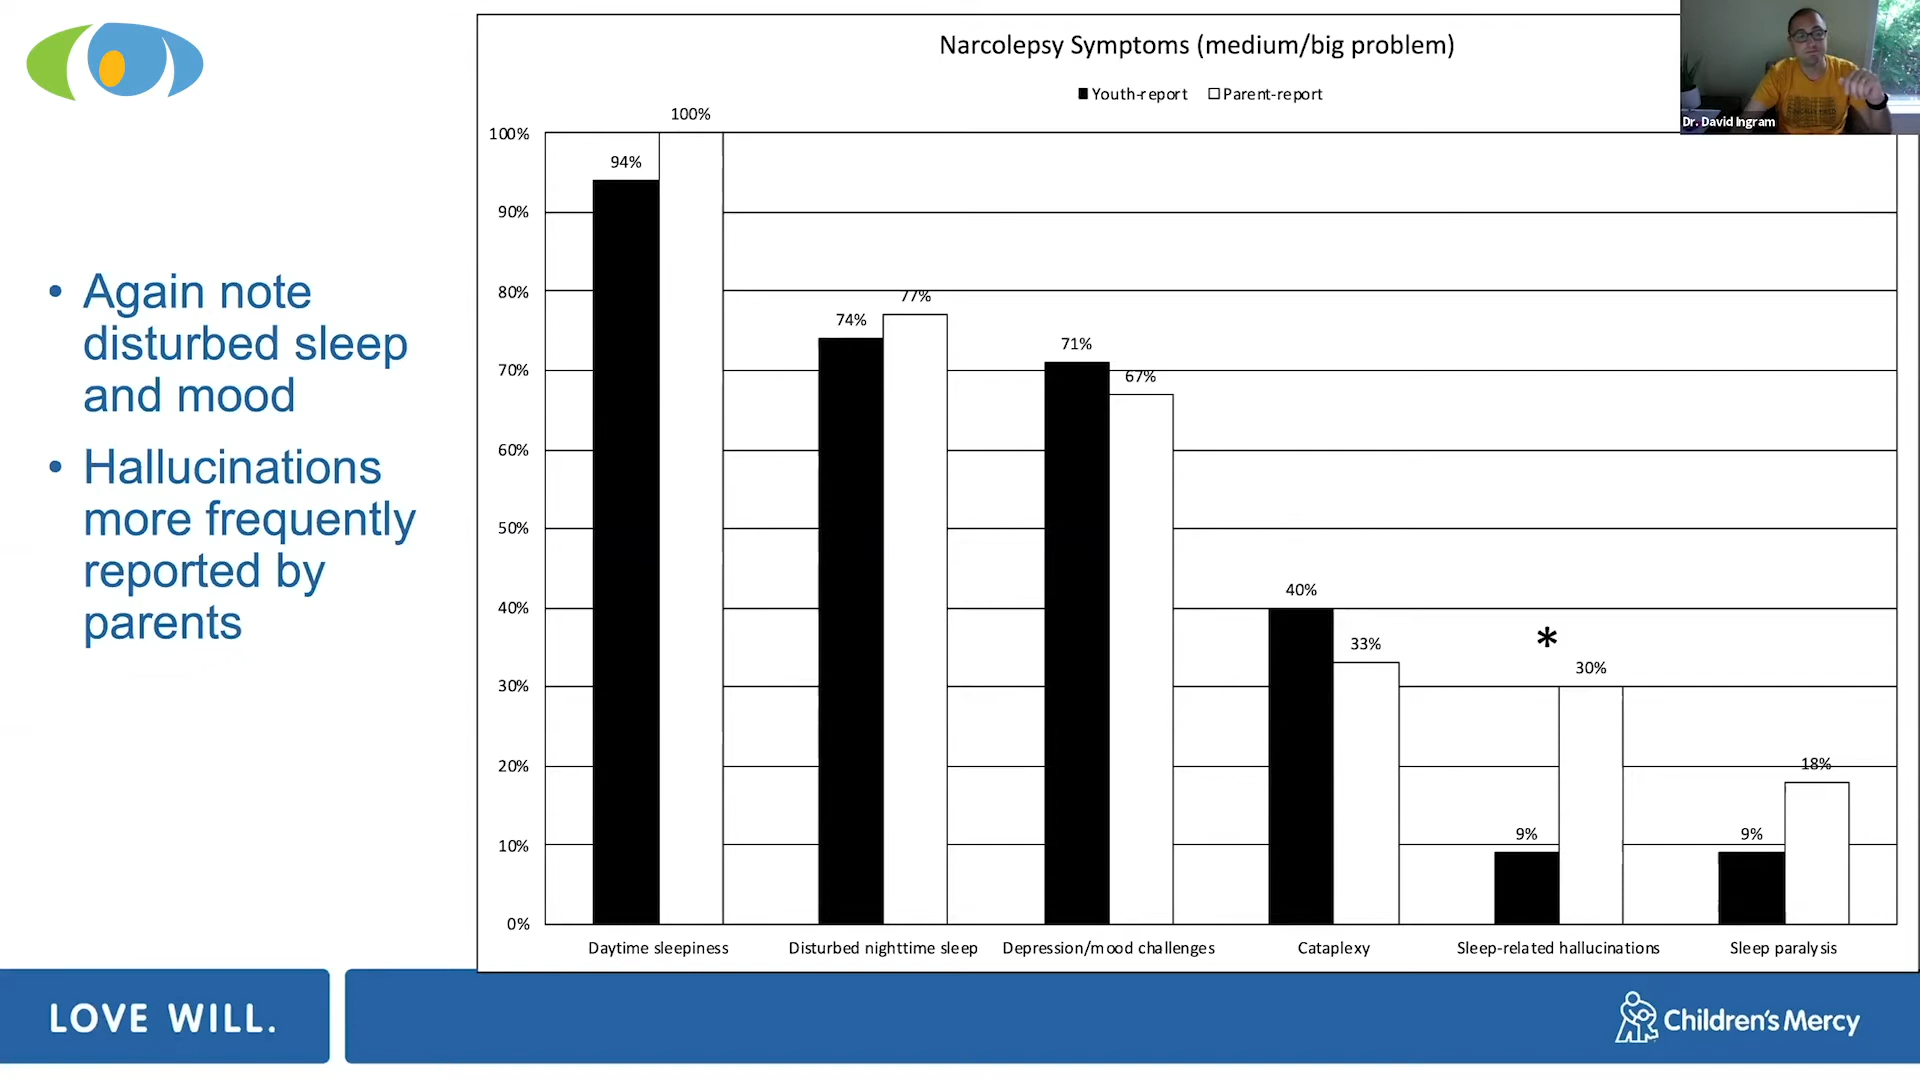 Narcolepsy Symptoms (medium/big problem)
Youth-report Parent-report
Dr. David Ingram
100%
90%
80%
70%
60%
50%
40%
30%
20%
10%
0%
94% 100%
74% 77%
71% 67%
40% 33%
*
9% 30%
9% 18%
Daytime sleepiness Disturbed nighttime sleep Depression/mood challenges Cataplexy Sleep-related hallucinations Sleep paralysis
• Again note
disturbed sleep
and mood
• Hallucinations
more frequently
reported by
parents
LOVE WILL.
Children's Mercy